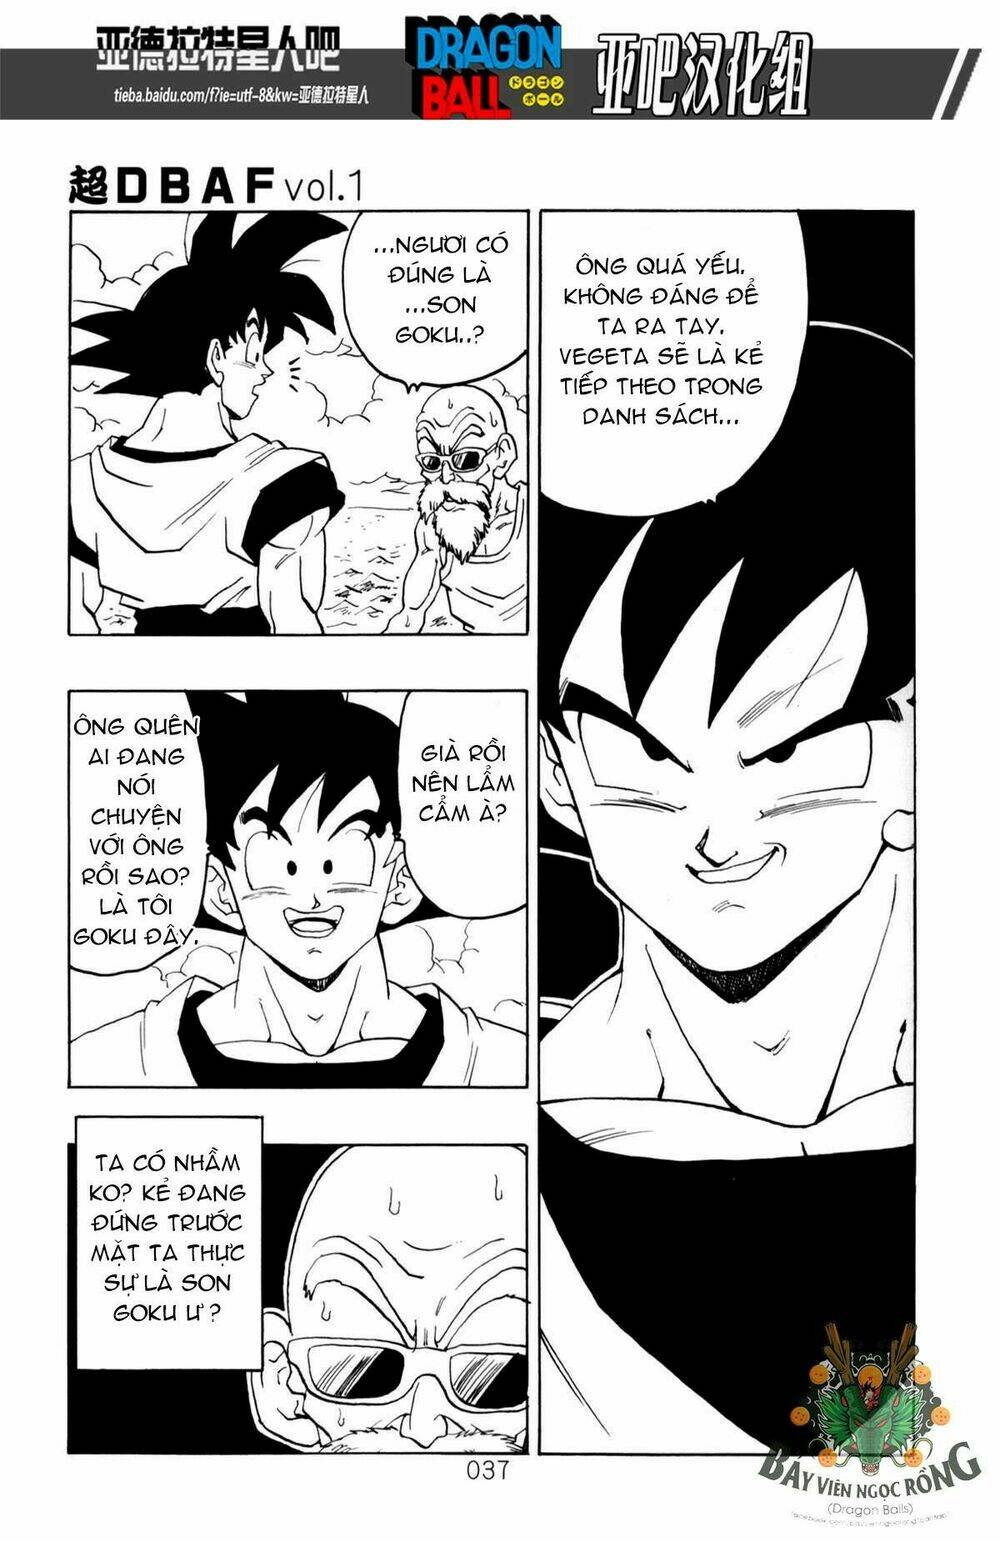 亚德拉特星人吧
tieba.baidu.com/f?ie=utf-8&kw=亚德拉特星人
DRAGON
BALL
ドラゴン
ボール
亚吧汉化组
超DBAF vol.1
ÔNG QUÁ YẾU,
KHÔNG ĐÁNG ĐỂ
TA RA TAY.
VEGETA SẼ LÀ KẺ
TIẾP THEO TRONG
DANH SÁCH...
...NGƯƠI CÓ
ĐÚNG LÀ
...SON
GOKU..?
GIÀ RỒI
NÊN LẨM
CẨM À?
ÔNG QUÊN
AI ĐANG
NÓI
CHUYỆN
VỚI ÔNG
RỒI SAO?
LÀ TÔI
GOKU ĐÂY.
TA CÓ NHẦM
KO? KẺ ĐANG
ĐỨNG TRƯỚC
MẶT TA THỰC
SỰ LÀ SON
GOKU Ư ?
037
BẢY VIÊN NGỌC RỒNG
(Dragon Balls)